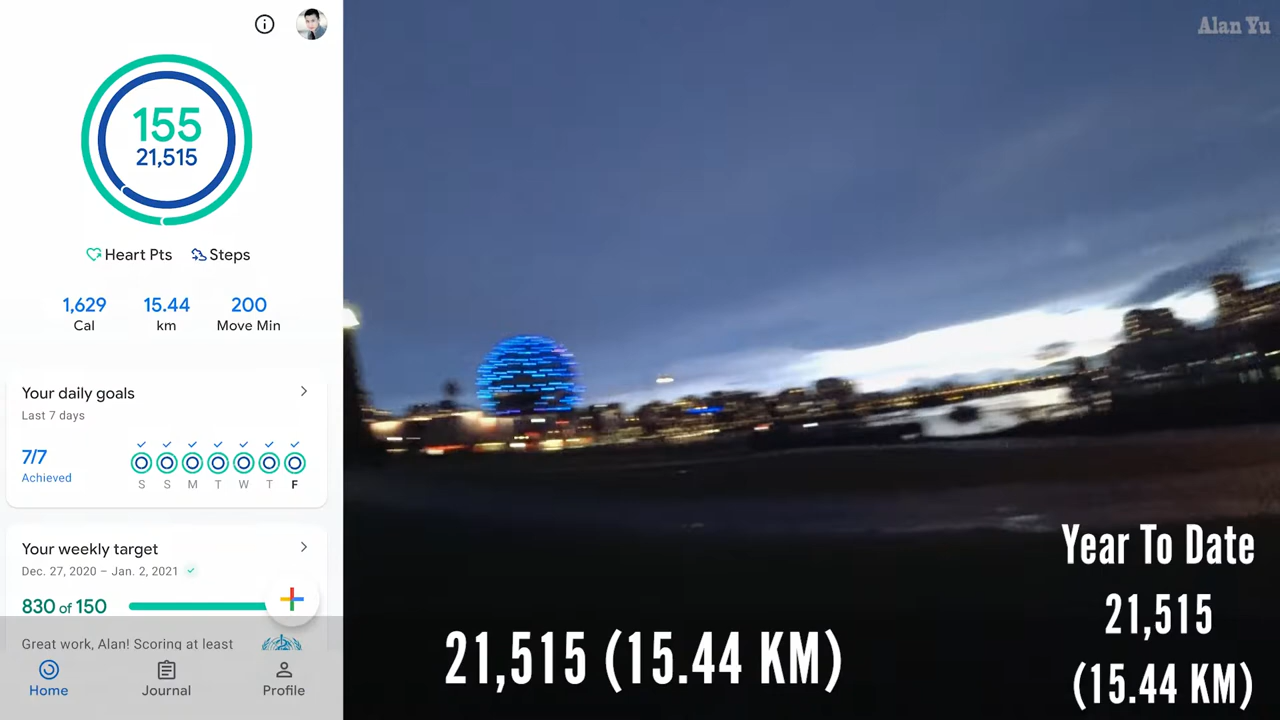 155
21,515
Heart Pts Steps
1,629 15.44 200
Cal km Move Min
Your daily goals
Last 7 days
7/7
Achieved
S S M T W T F
Your weekly target
Dec. 27, 2020 – Jan. 2, 2021
830 of 150
Great work, Alan! Scoring at least
Home Journal Profile
Alan Yu
21,515 (15.44 KM)
Year To Date
21,515
(15.44 KM)